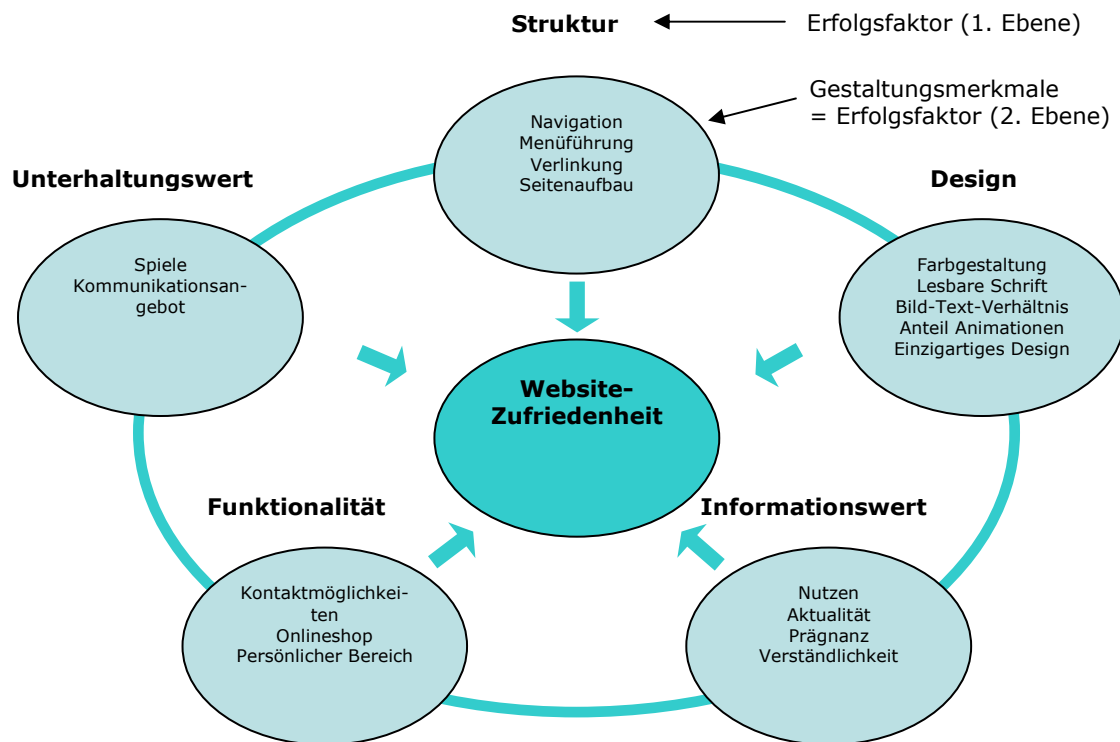 Struktur
Erfolgsfaktor (1. Ebene)
Gestaltungsmerkmale
= Erfolgsfaktor (2. Ebene)
Navigation
Menüführung
Verlinkung
Seitenaufbau
Unterhaltungswert
Spiele
Kommunikationsan-
gebot
Design
Farbgestaltung
Lesbare Schrift
Bild-Text-Verhältnis
Anteil Animationen
Einzigartiges Design
Website-
Zufriedenheit
Funktionalität
Kontaktmöglichkei-
ten
Onlineshop
Persönlicher Bereich
Informationswert
Nutzen
Aktualität
Prägnanz
Verständlichkeit